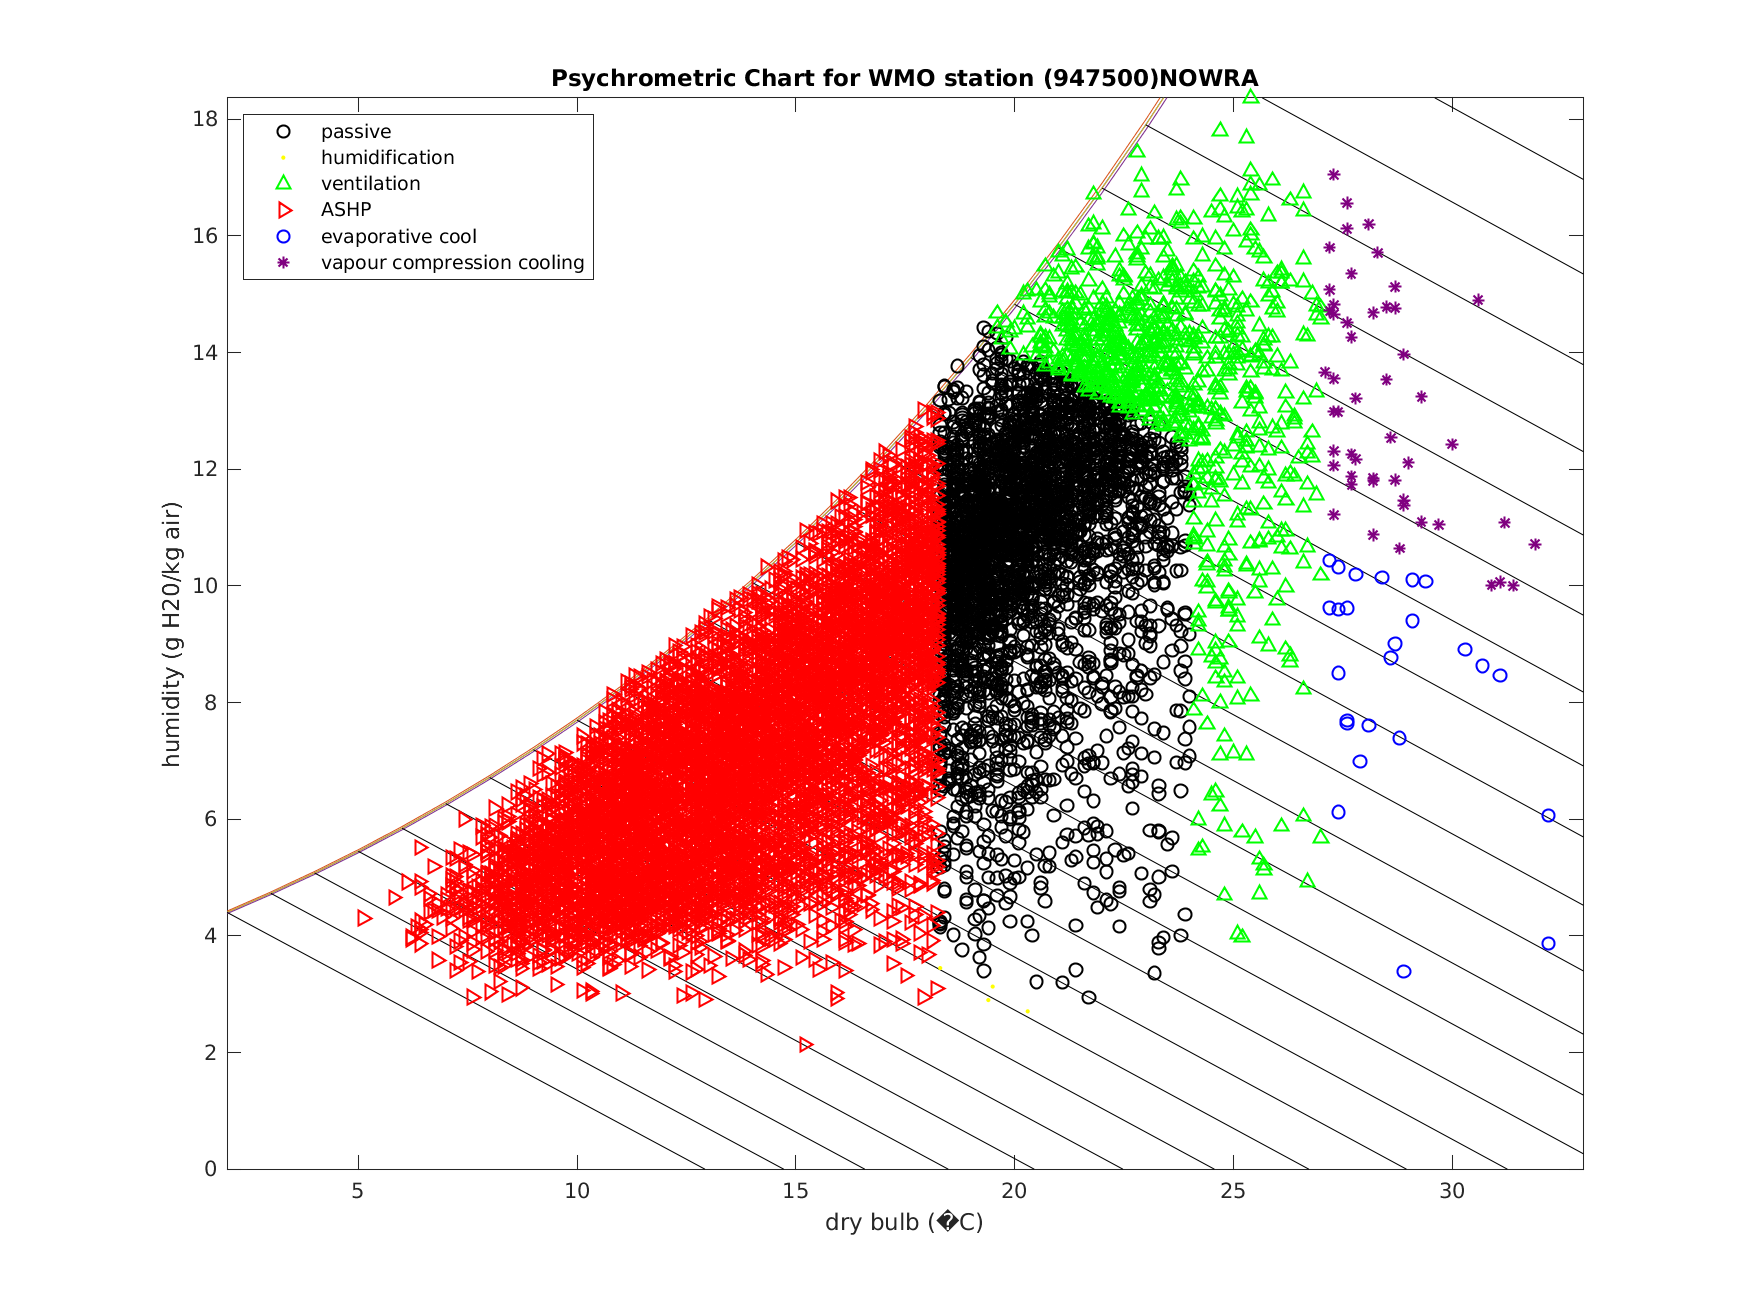 Psychrometric Chart for WMO station (947500)NOWRA
passive
humidification
ventilation
ASHP
evaporative cool
vapour compression cooling
humidity (g H20/kg air)
18
16
14
12
10
8
6
4
2
0
5 10 15 20 25 30
dry bulb (�C)